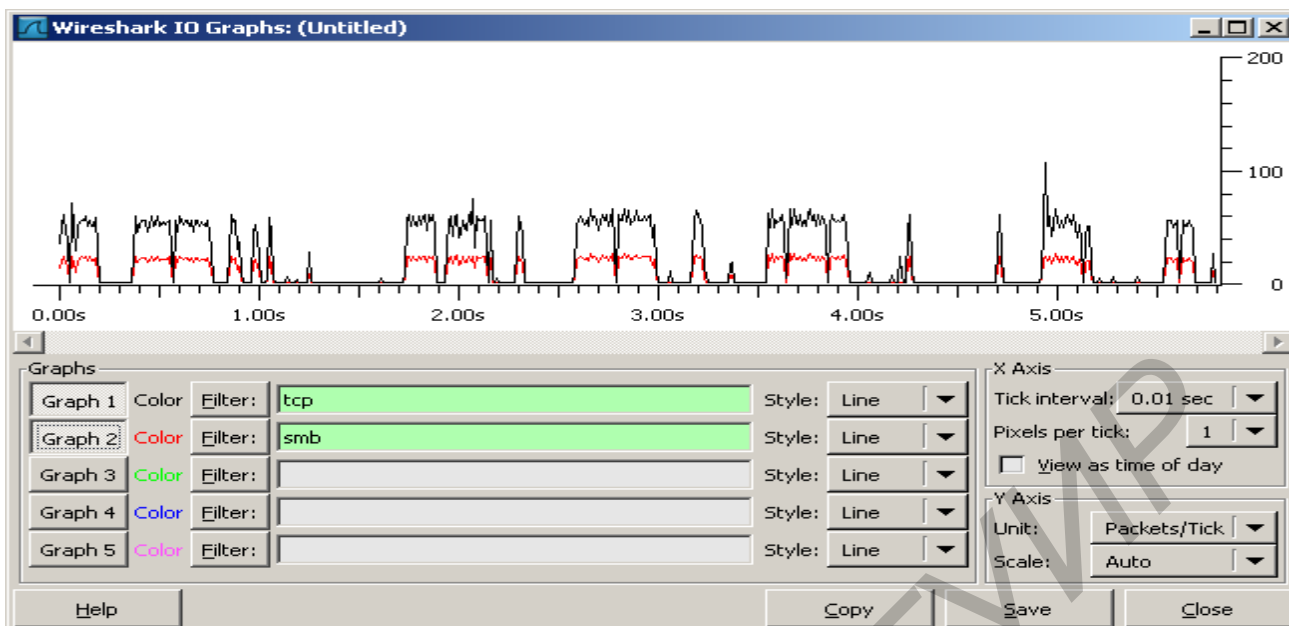 Wireshark IO Graphs: (Untitled)
200
100
0
0.00s 1.00s 2.00s 3.00s 4.00s 5.00s
Graphs
Graph 1 Color Filter: tcp Style: Line
Graph 2 Color Filter: smb Style: Line
Graph 3 Color Filter: Style: Line
Graph 4 Color Filter: Style: Line
Graph 5 Color Filter: Style: Line
X Axis
Tick interval: 0.01 sec
Pixels per tick: 1
View as time of day
Y Axis
Unit: Packets/Tick
Scale: Auto
Help Copy Save Close